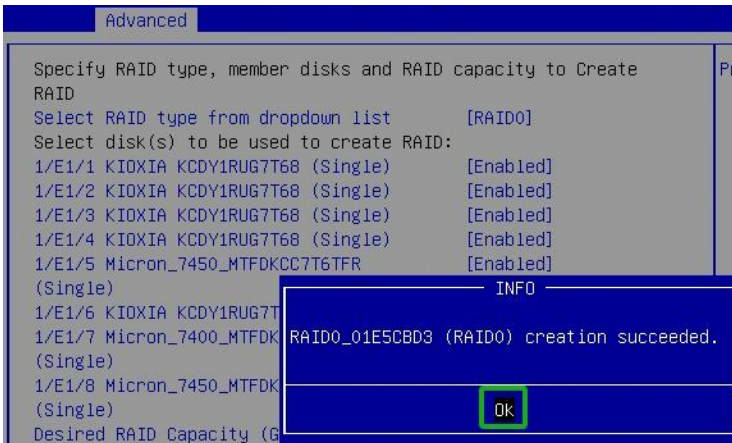 Advanced
Specify RAID type, member disks and RAID capacity to Create
RAID
Select RAID type from dropdown list [RAID0]
Select disk(s) to be used to create RAID:
1/E1/1 KIOXIA KCDY1RUG7T68 (Single) [Enabled]
1/E1/2 KIOXIA KCDY1RUG7T68 (Single) [Enabled]
1/E1/3 KIOXIA KCDY1RUG7T68 (Single) [Enabled]
1/E1/4 KIOXIA KCDY1RUG7T68 (Single) [Enabled]
1/E1/5 Micron_7450_MTFDKCC7T6TFR [Enabled]
(Single)
1/E1/6 KIOXIA KCDY1RUG7T
1/E1/7 Micron_7400_MTFDK
(Single)
1/E1/8 Micron_7450_MTFDK
(Single)
Desired RAID Capacity (G
INFO
RAID0_01E5CBD3 (RAID0) creation succeeded.
Ok